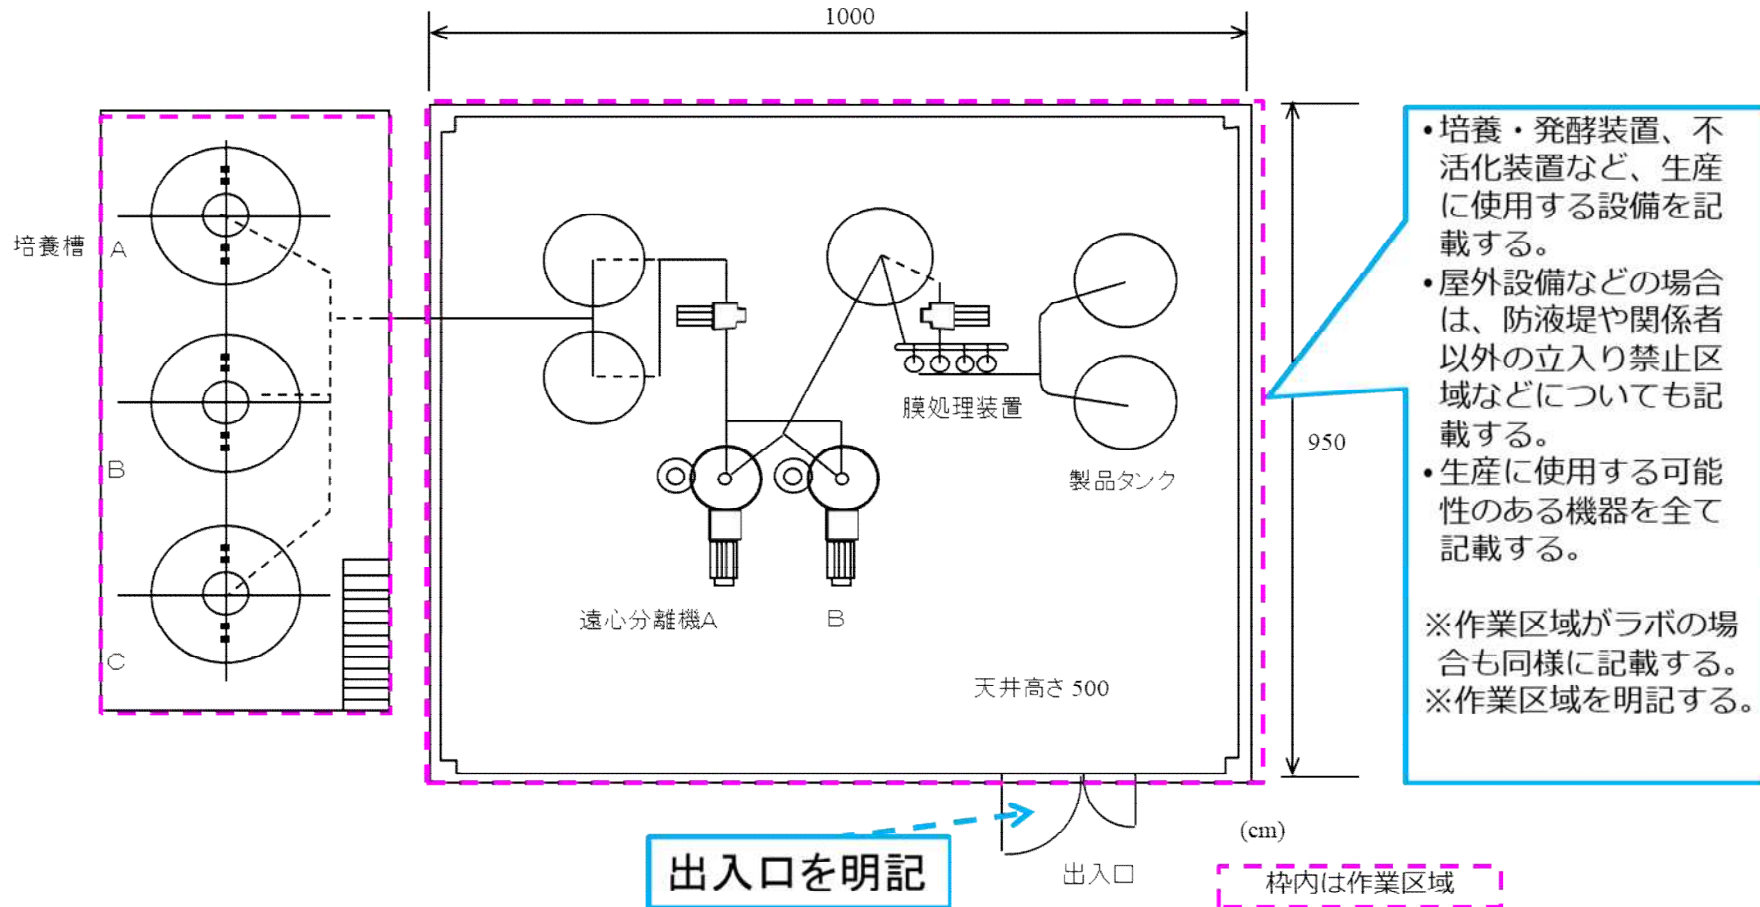 1000
培養槽 A
B
C
膜処理装置
製品タンク
遠心分離機A
B
天井高さ 500
950
(cm)
出入口
出入口を明記
枠内は作業区域
•培養・発酵装置、不
活化装置など、生産
に使用する設備を記
載する。
•屋外設備などの場合
は、防液堤や関係者
以外の立入り禁止区
域などについても記
載する。
•生産に使用する可能
性のある機器を全て
記載する。
※作業区域がラボの場
合も同様に記載する。
※作業区域を明記する。